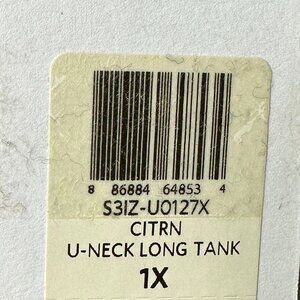 8 86884 64853 4
S3IZ-U0127X
CITRN
U-NECK LONG TANK
1X